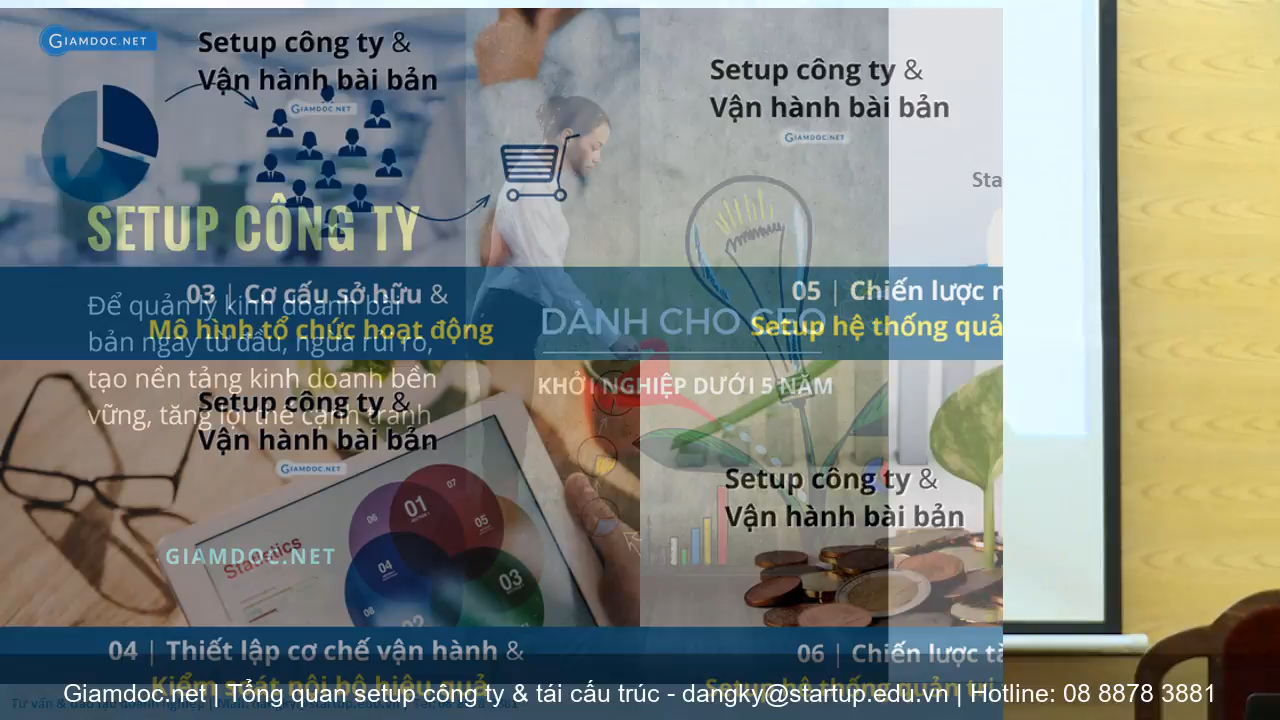 GIAMDOC.NET
Setup công ty &
Vận hành bài bản
GIAMDOC.NET
Setup công ty &
Vận hành bài bản
GIAMDOC.NET
Sta
SETUP CÔNG TY
03 | Cơ cấu sở hữu &
Mô hình tổ chức hoạt động
Để quản lý kinh doanh bài
bản ngay từ đầu, ngừa rủi ro,
tạo nền tảng kinh doanh bền
vững, tăng lợi thế cạnh tranh
DÀNH CHO CEO
KHỞI NGHIỆP DƯỚI 5 NĂM
05 | Chiến lược
Setup hệ thống quả
Setup công ty &
Vận hành bài bản
GIAMDOC.NET
Setup công ty &
Vận hành bài bản
Statistics
01
07
06
05
04
03
08
02
GIAMDOC.NET
04 | Thiết lập cơ chế vận hành &
Kiểm soát nội bộ hiệu quả
06 | Chiến lược
Setup hệ thống quản trị
Giamdoc.net | Tổng quan setup công ty & tái cấu trúc - dangky@startup.edu.vn | Hotline: 08 8878 3881